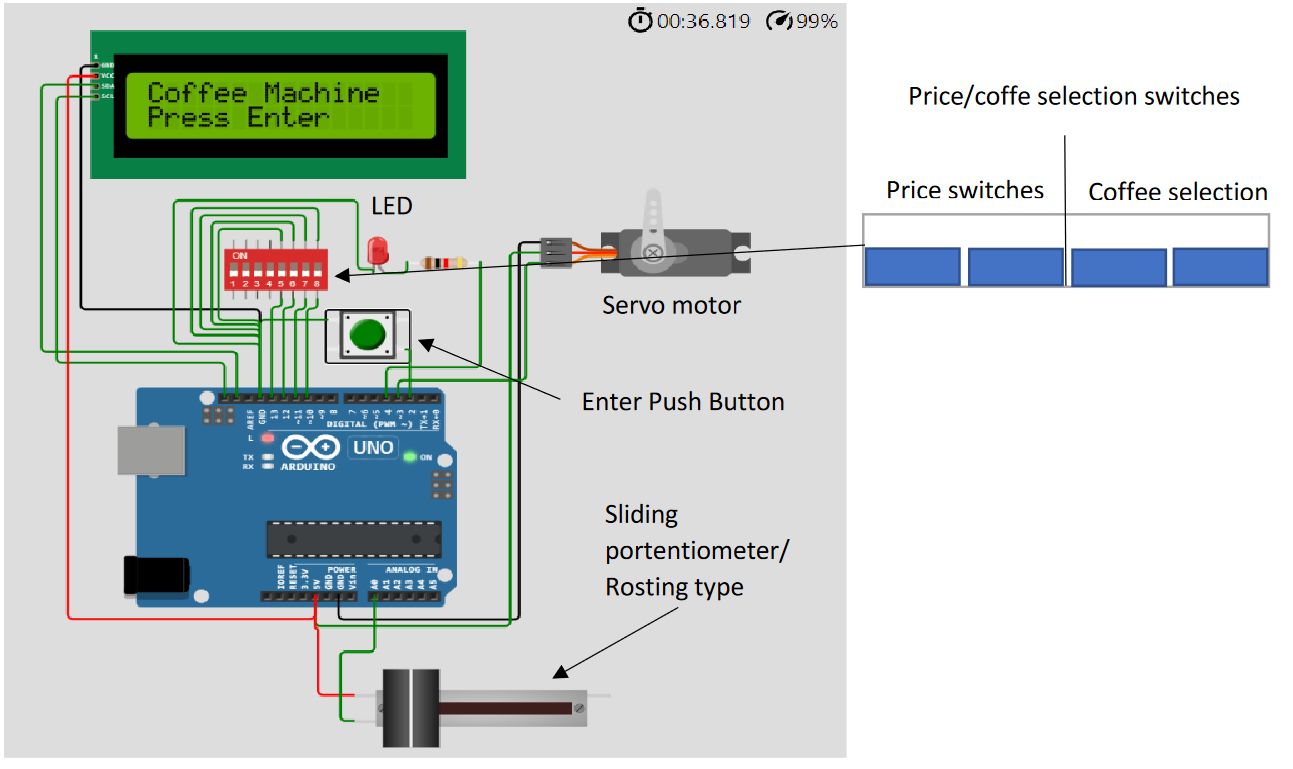 00:36.819 99%
1
GND
VCC
SDA
SCL
Coffee Machine
Press Enter
Price/coffe selection switches
Price switches
Coffee selection
LED
ON
1 2 3 4 5 6 7 8
Servo motor
Enter Push Button
AREF
GND
13
12
~11
~10
~9
8
7
~6
~5
4
~3
2
TX→1
RX←0
DIGITAL (PWM ~)
L
TX
RX
ARDUINO
UNO
ON
Sliding
portentiometer/
Rosting type
IOREF
RESET
3.3V
5V
GND
GND
Vin
POWER
ANALOG IN
A0
A1
A2
A3
A4
A5